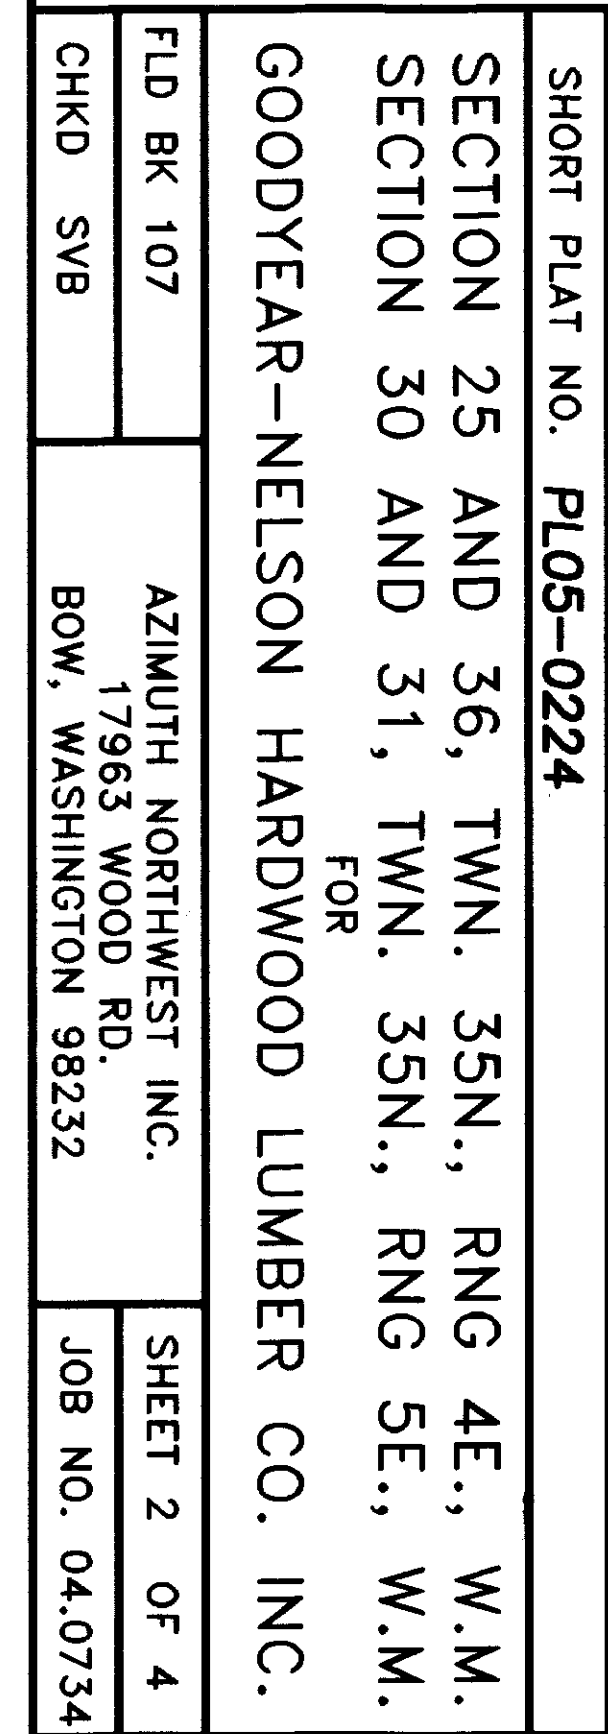 SHORT PLAT NO. PL05-0224
SECTION 25 AND 36, TWN. 35N., RNG 4E., W.M.
SECTION 30 AND 31, TWN. 35N., RNG 5E., W.M.
FOR
GOODYEAR-NELSON HARDWOOD LUMBER CO. INC.
FLD BK 107
CHKD SVB
AZIMUTH NORTHWEST INC.
17963 WOOD RD.
BOW, WASHINGTON 98232
SHEET 2 OF 4
JOB NO. 04.0734